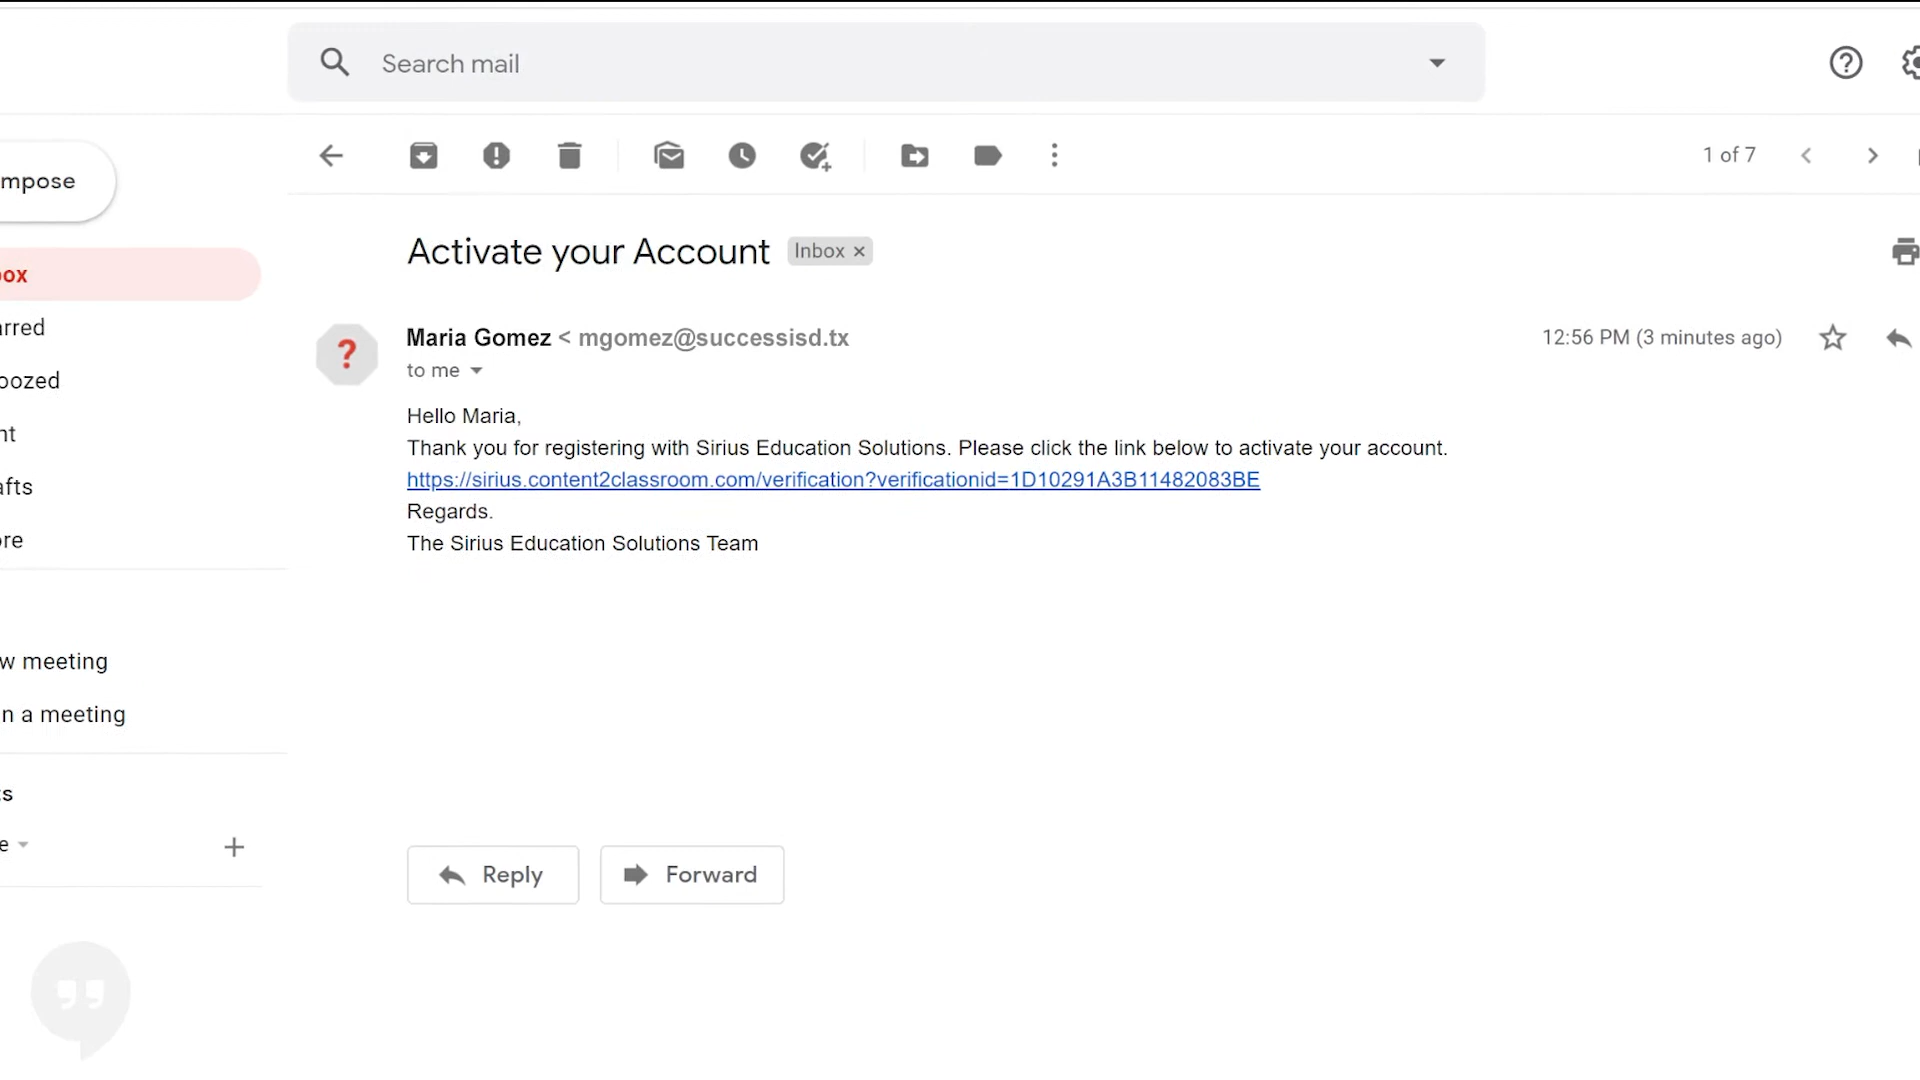 Search mail
mpose
1 of 7
Activate your Account Inbox ×
ox
Maria Gomez < mgomez@successisd.tx
12:56 PM (3 minutes ago)
arred
to me
oozed
Hello Maria,
nt
Thank you for registering with Sirius Education Solutions. Please click the link below to activate your account.
https://sirius.content2classroom.com/verification?verificationid=1D10291A3B11482083BE
afts
Regards.
ore
The Sirius Education Solutions Team
w meeting
n a meeting
ts
e
Reply
Forward